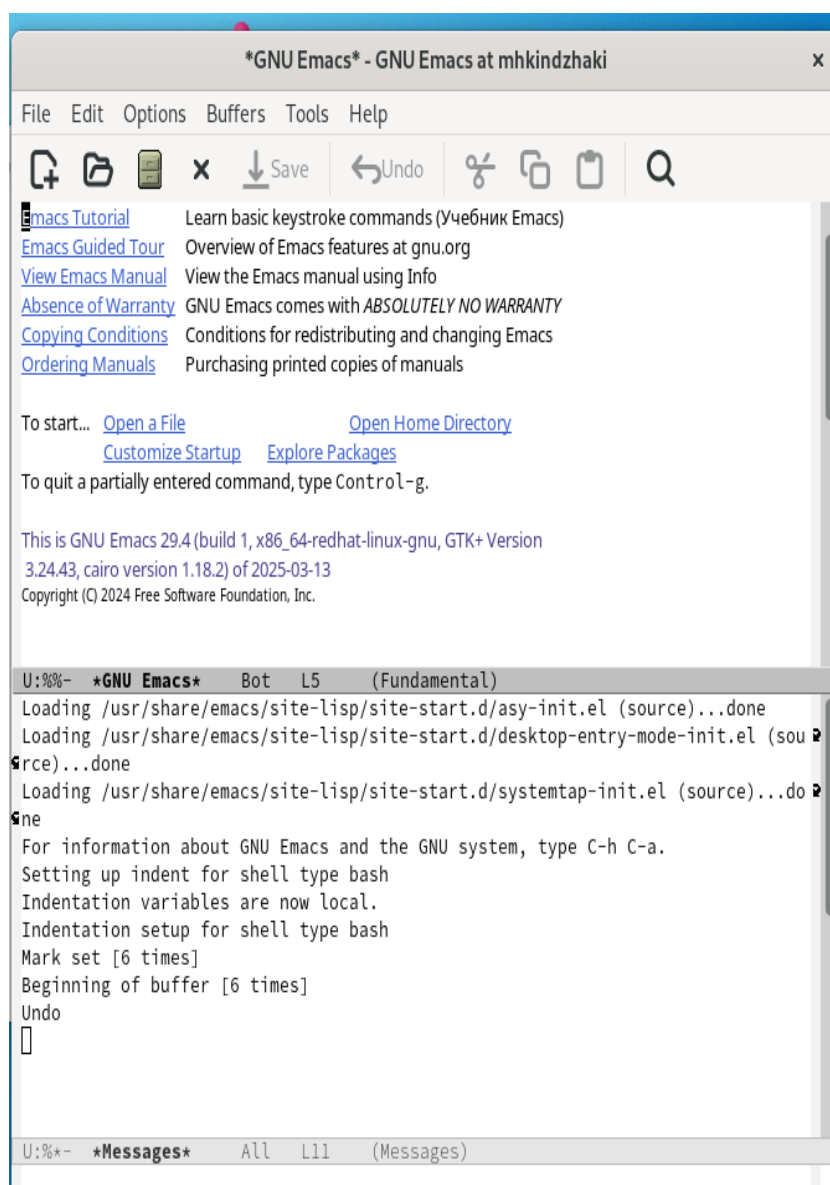 *GNU Emacs* - GNU Emacs at mhkindzhaki
File Edit Options Buffers Tools Help
Save Undo
Emacs Tutorial Learn basic keystroke commands (Учебник Emacs)
Emacs Guided Tour Overview of Emacs features at gnu.org
View Emacs Manual View the Emacs manual using Info
Absence of Warranty GNU Emacs comes with ABSOLUTELY NO WARRANTY
Copying Conditions Conditions for redistributing and changing Emacs
Ordering Manuals Purchasing printed copies of manuals
To start... Open a File Open Home Directory
Customize Startup Explore Packages
To quit a partially entered command, type Control-g.
This is GNU Emacs 29.4 (build 1, x86_64-redhat-linux-gnu, GTK+ Version
3.24.43, cairo version 1.18.2) of 2025-03-13
Copyright (C) 2024 Free Software Foundation, Inc.
U:%%- *GNU Emacs* Bot L5 (Fundamental)
Loading /usr/share/emacs/site-lisp/site-start.d/asy-init.el (source)...done
Loading /usr/share/emacs/site-lisp/site-start.d/desktop-entry-mode-init.el (sou
rce)...done
Loading /usr/share/emacs/site-lisp/site-start.d/systemtap-init.el (source)...do
ne
For information about GNU Emacs and the GNU system, type C-h C-a.
Setting up indent for shell type bash
Indentation variables are now local.
Indentation setup for shell type bash
Mark set [6 times]
Beginning of buffer [6 times]
Undo
U:%*- *Messages* All L11 (Messages)